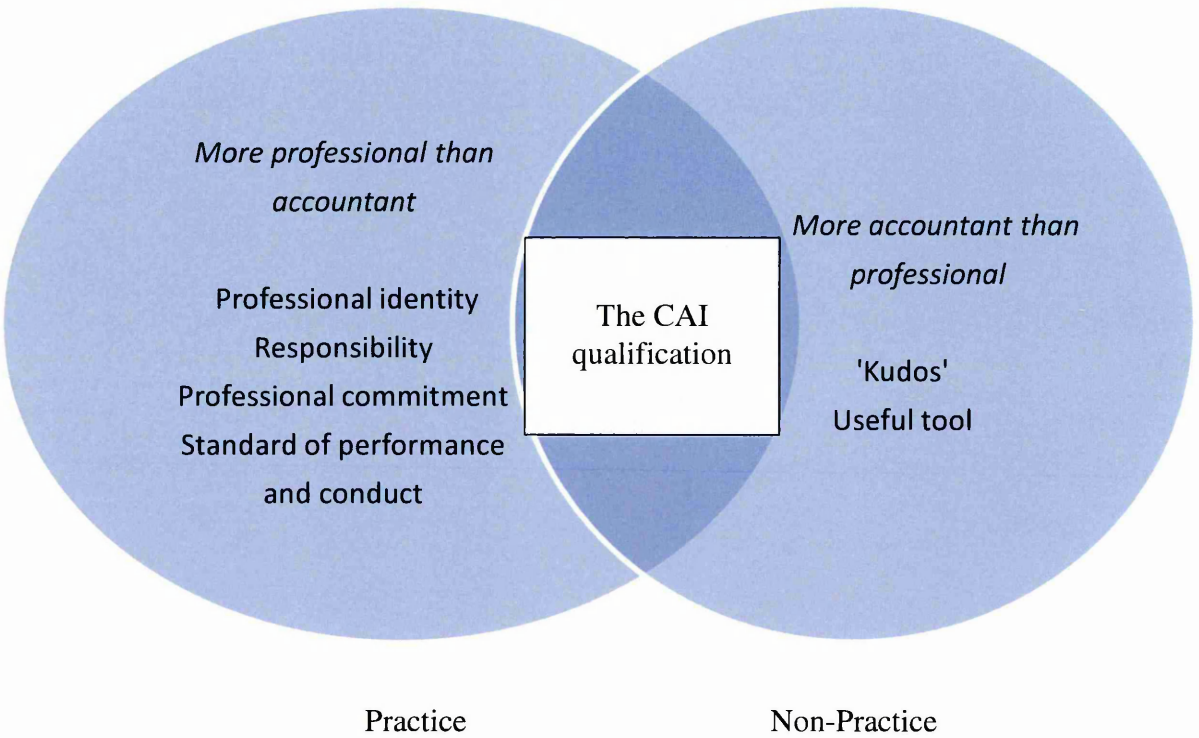 More professional than
accountant
Professional identity
Responsibility
Professional commitment
Standard of performance
and conduct
The CAI
qualification
More accountant than
professional
'Kudos'
Useful tool
Practice
Non-Practice